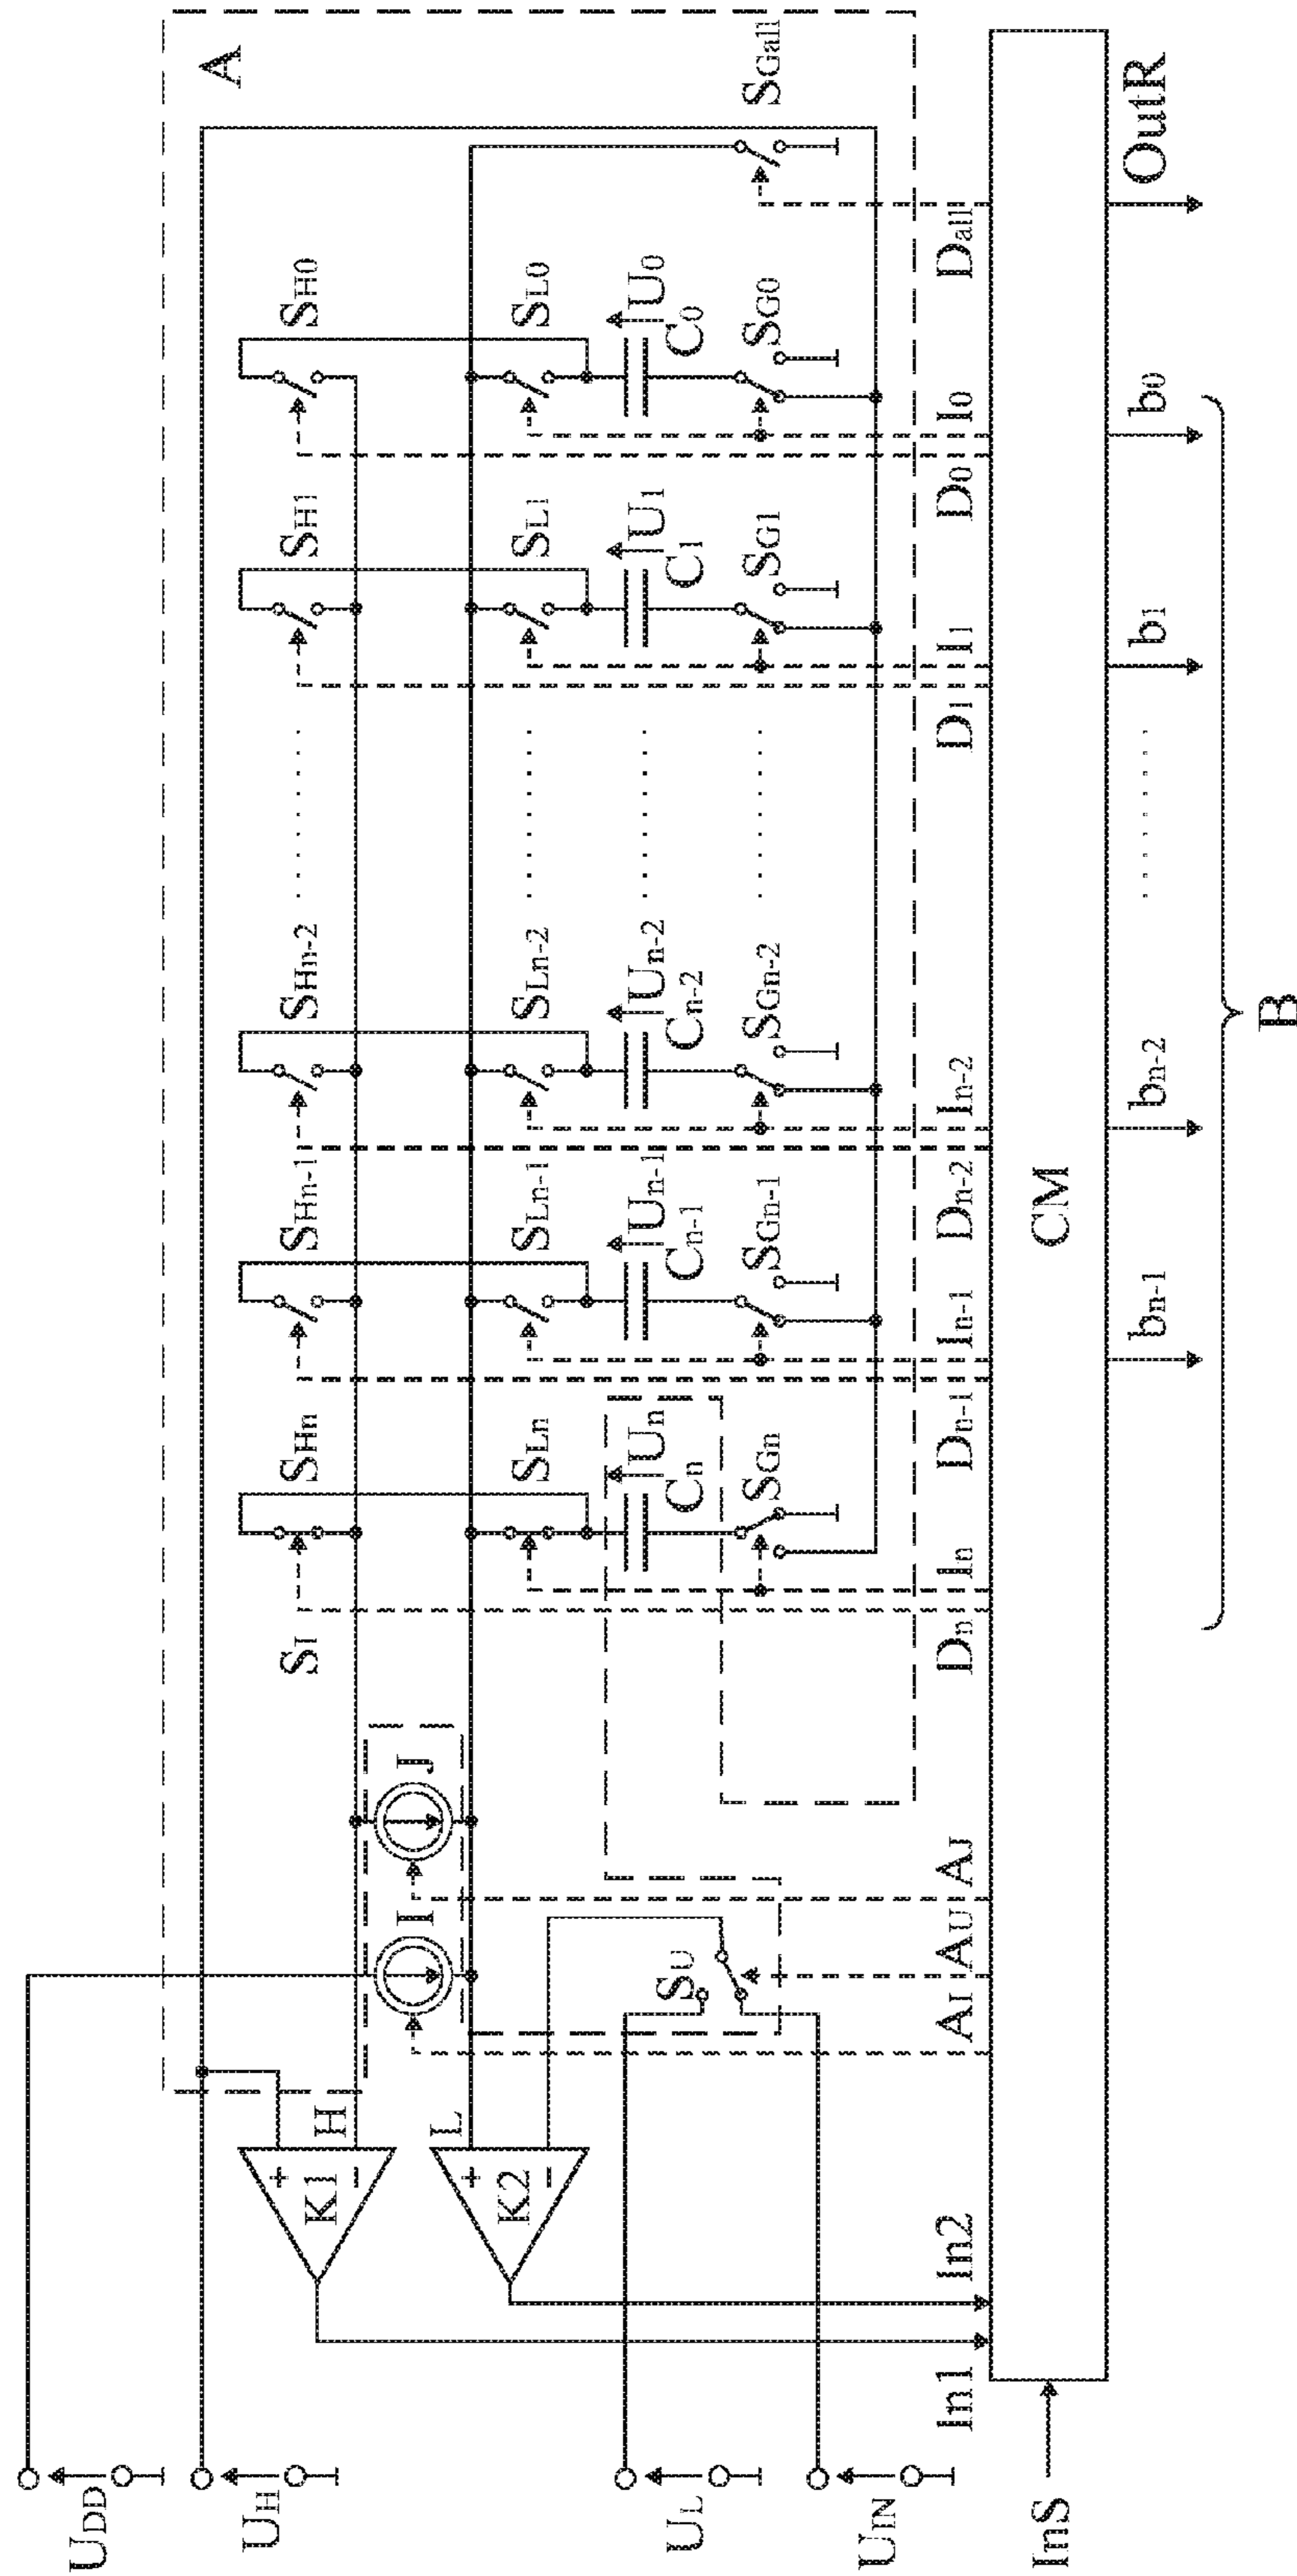 UDD
UH
UL
UIN
InS
In1
In2
K1
+
−
H
K2
+
−
L
I
J
SU
AI
AU
AJ
A
SI
SHn
SHn-1
SHn-2
. . . . . . . .
SH1
SH0
SLn
SLn-1
SLn-2
. . . . . . . .
SL1
SL0
Un
Un-1
Un-2
. . . . . . . .
U1
U0
Cn
Cn-1
Cn-2
C1
C0
SGn
SGn-1
SGn-2
. . . . . . . .
SG1
SG0
SGall
Dn
In
Dn-1
In-1
Dn-2
In-2
D1
I1
D0
I0
Dall
CM
bn-1
bn-2
. . . . . . . .
b1
b0
OutR
B